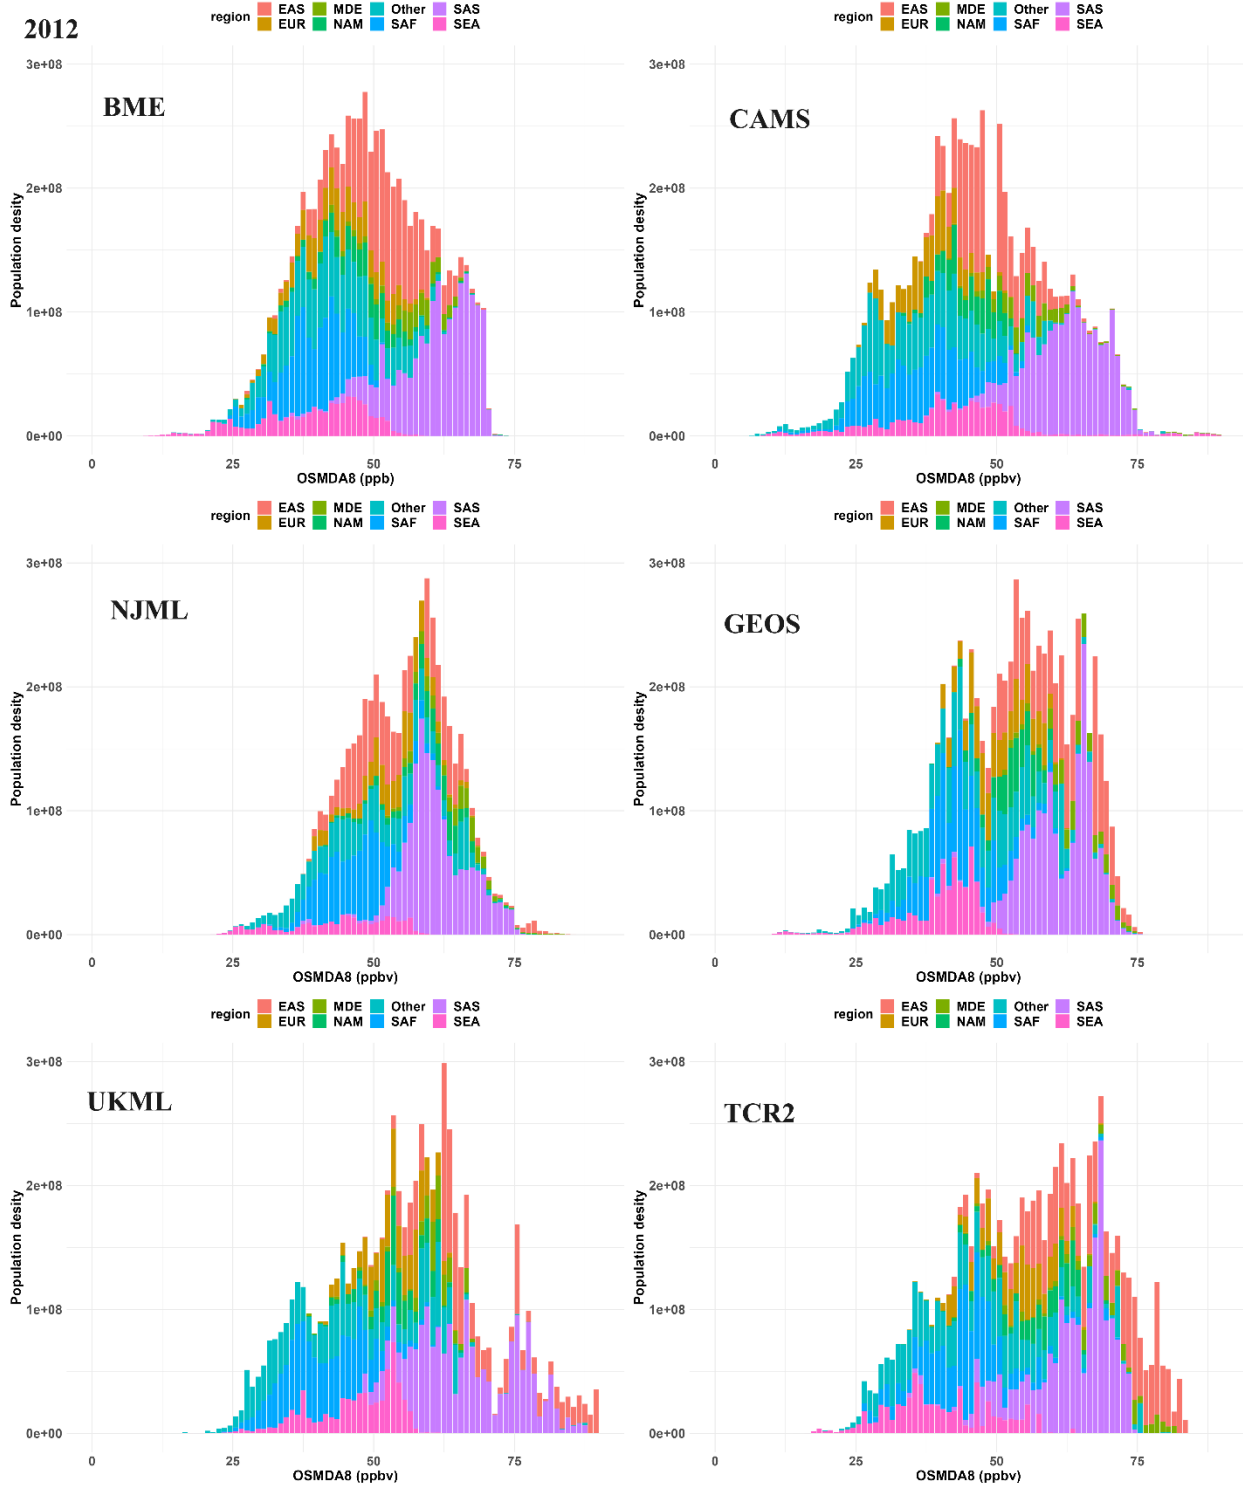 2012
region EAS MDE Other SAS
EUR NAM SAF SEA
3e+08
2e+08
1e+08
0e+00
Population desity
BME
0 25 50 75
OSMDA8 (ppb)
region EAS MDE Other SAS
EUR NAM SAF SEA
3e+08
2e+08
1e+08
0e+00
Population desity
CAMS
0 25 50 75
OSMDA8 (ppbv)
region EAS MDE Other SAS
EUR NAM SAF SEA
3e+08
2e+08
1e+08
0e+00
Population desity
NJML
0 25 50 75
OSMDA8 (ppbv)
region EAS MDE Other SAS
EUR NAM SAF SEA
3e+08
2e+08
1e+08
0e+00
Population desity
GEOS
0 25 50 75
OSMDA8 (ppbv)
region EAS MDE Other SAS
EUR NAM SAF SEA
3e+08
2e+08
1e+08
0e+00
Population desity
UKML
0 25 50 75
OSMDA8 (ppbv)
region EAS MDE Other SAS
EUR NAM SAF SEA
3e+08
2e+08
1e+08
0e+00
Population desity
TCR2
0 25 50 75
OSMDA8 (ppbv)